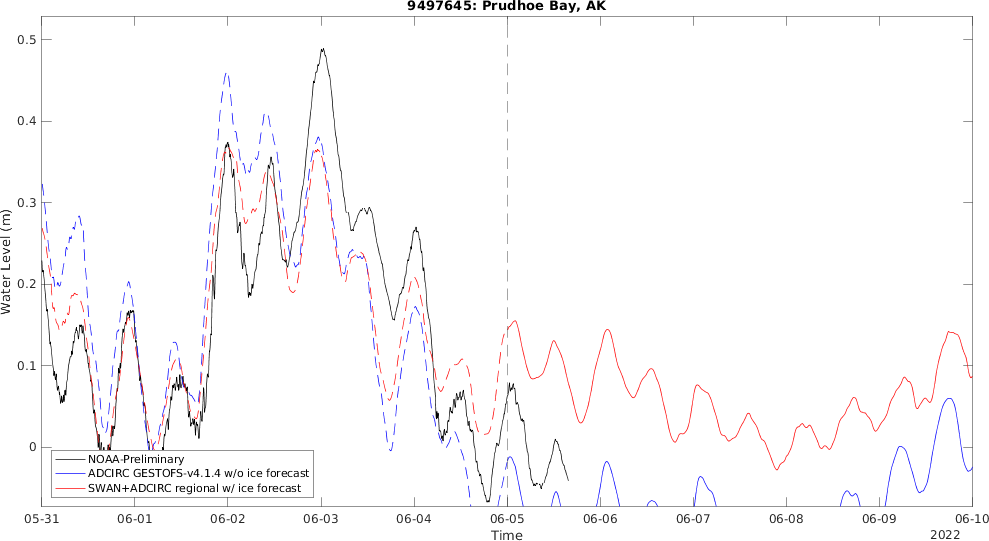 9497645: Prudhoe Bay, AK
0.5
0.4
0.3
0.2
0.1
0
Water Level (m)
NOAA-Preliminary
ADCIRC GESTOFS-v4.1.4 w/o ice forecast
SWAN+ADCIRC regional w/ ice forecast
05-31 06-01 06-02 06-03 06-04 06-05 06-06 06-07 06-08 06-09 06-10
Time
2022